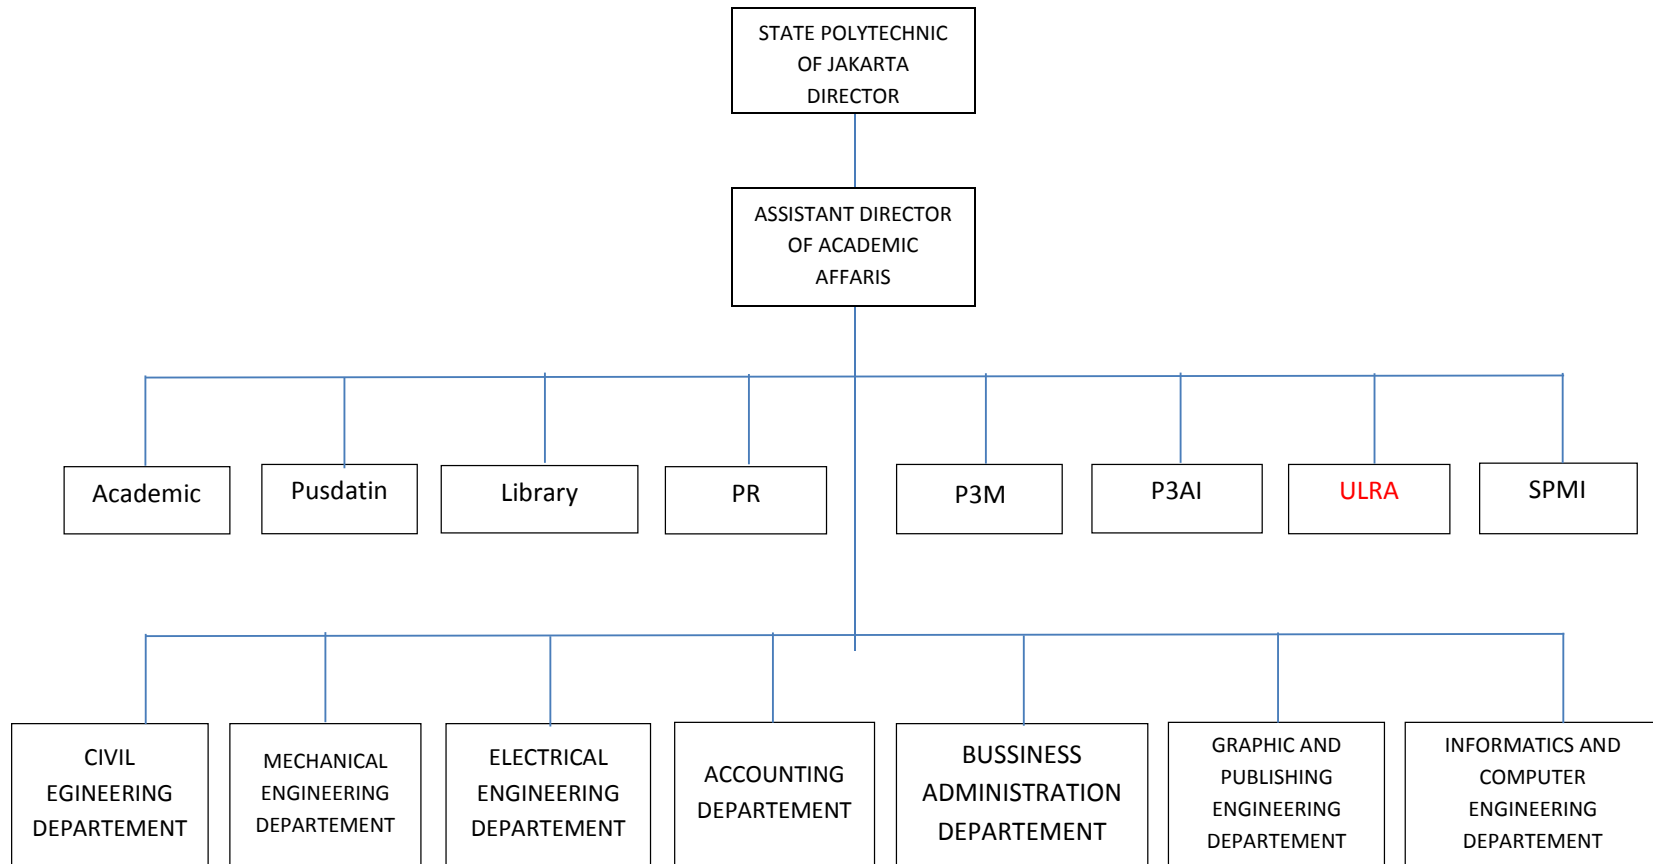 STATE POLYTECHNIC
OF JAKARTA
DIRECTOR
ASSISTANT DIRECTOR
OF ACADEMIC
AFFARIS
Academic
Pusdatin
Library
PR
P3M
P3AI
ULRA
SPMI
CIVIL
EGINEERING
DEPARTEMENT
MECHANICAL
ENGINEERING
DEPARTEMENT
ELECTRICAL
ENGINEERING
DEPARTEMENT
ACCOUNTING
DEPARTEMENT
BUSSINESS
ADMINISTRATION
DEPARTEMENT
GRAPHIC AND
PUBLISHING
ENGINEERING
DEPARTEMENT
INFORMATICS AND
COMPUTER
ENGINEERING
DEPARTEMENT